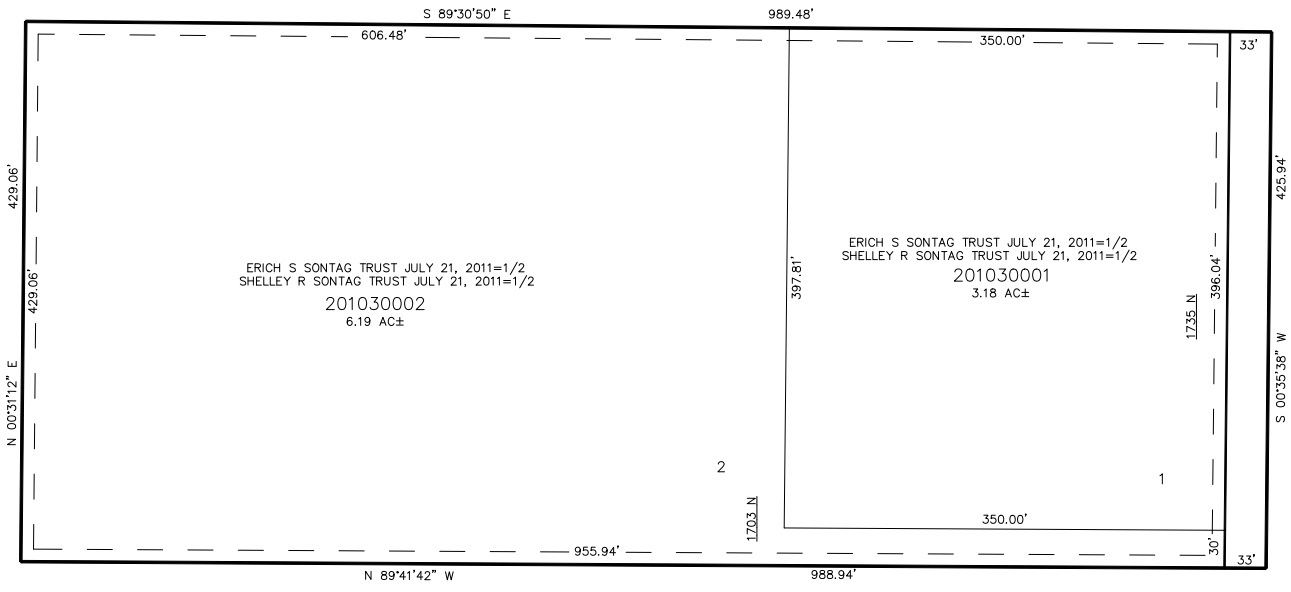 S 89°30'50" E
989.48'
606.48'
350.00'
33'
429.06'
425.94'
ERICH S SONTAG TRUST JULY 21, 2011=1/2
SHELLEY R SONTAG TRUST JULY 21, 2011=1/2
201030001
3.18 AC±
ERICH S SONTAG TRUST JULY 21, 2011=1/2
SHELLEY R SONTAG TRUST JULY 21, 2011=1/2
201030002
6.19 AC±
429.06'
397.81'
396.04'
1735 N
N 00°31'12" E
S 00°35'38" W
2
1
1703 N
350.00'
955.94'
30'
33'
N 89°41'42" W
988.94'